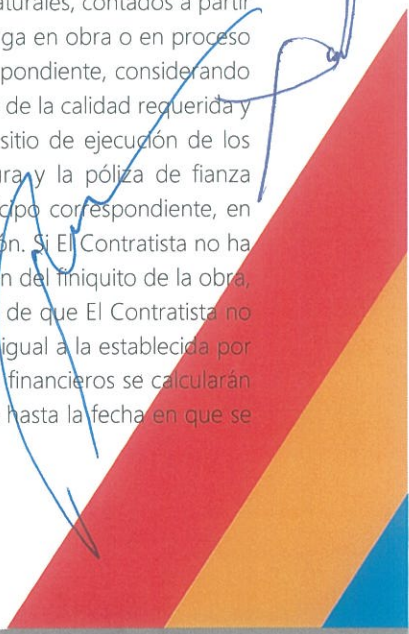 aturales, contados a partir
ga en obra o en proceso
pondiente, considerando
de la calidad requerida y
sitio de ejecución de los
ura y la póliza de fianza
cipo correspondiente, en
ón. Si El Contratista no ha
n del finiquito de la obra,
de que El Contratista no
igual a la establecida por
financieros se calcularán
hasta la fecha en que se